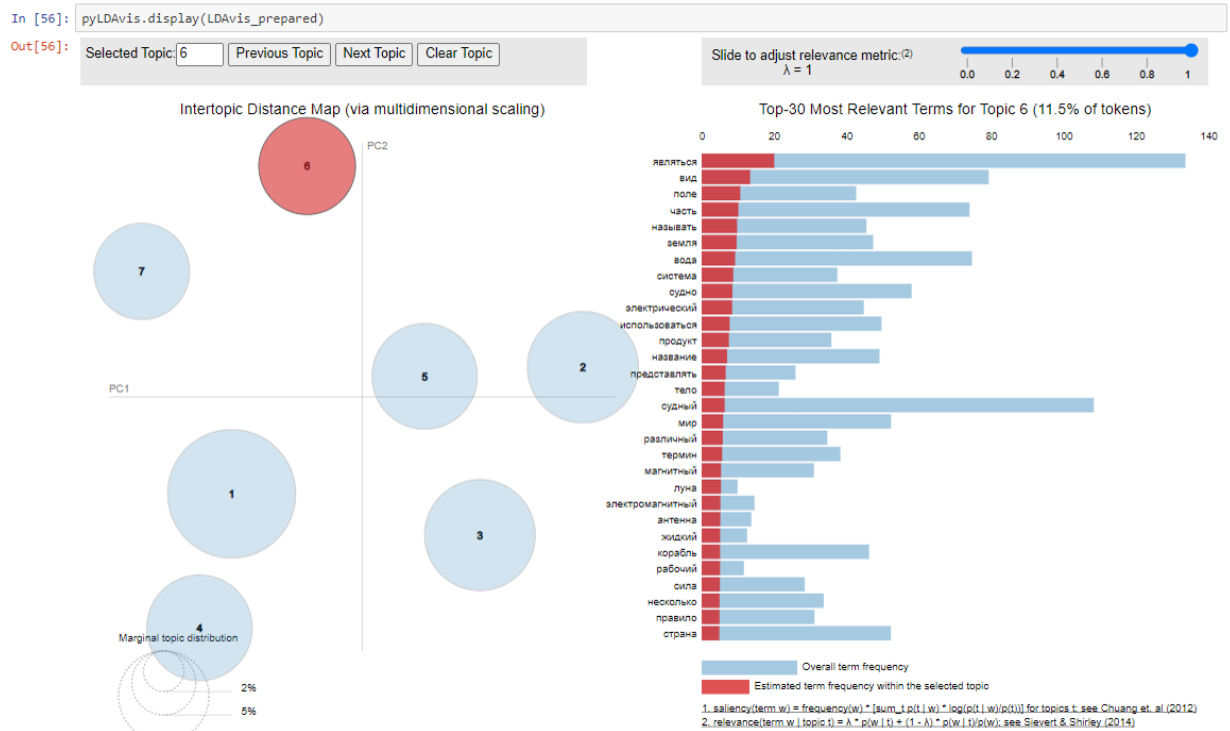 In [56]: pyLDAvis.display(LDAvis_prepared)
Out[56]:
Selected Topic: 6 Previous Topic Next Topic Clear Topic
Slide to adjust relevance metric:(2)
λ = 1
0.0 0.2 0.4 0.6 0.8 1
Intertopic Distance Map (via multidimensional scaling)
PC2
6
7
5
2
PC1
1
3
4
Marginal topic distribution
2%
5%
Top-30 Most Relevant Terms for Topic 6 (11.5% of tokens)
0 20 40 60 80 100 120 140
являться
вид
поле
часть
называть
земля
вода
система
судно
электрический
использоваться
продукт
название
представлять
тело
судный
мир
различный
термин
магнитный
луна
электромагнитный
антенна
жидкий
корабль
рабочий
сила
несколько
правило
страна
Overall term frequency
Estimated term frequency within the selected topic
1. saliency(term w) = frequency(w) * [sum_t p(t | w) * log(p(t | w)/p(t))] for topics t; see Chuang et. al (2012)
2. relevance(term w | topic t) = λ * p(w | t) + (1 - λ) * p(w | t)/p(w); see Sievert & Shirley (2014)